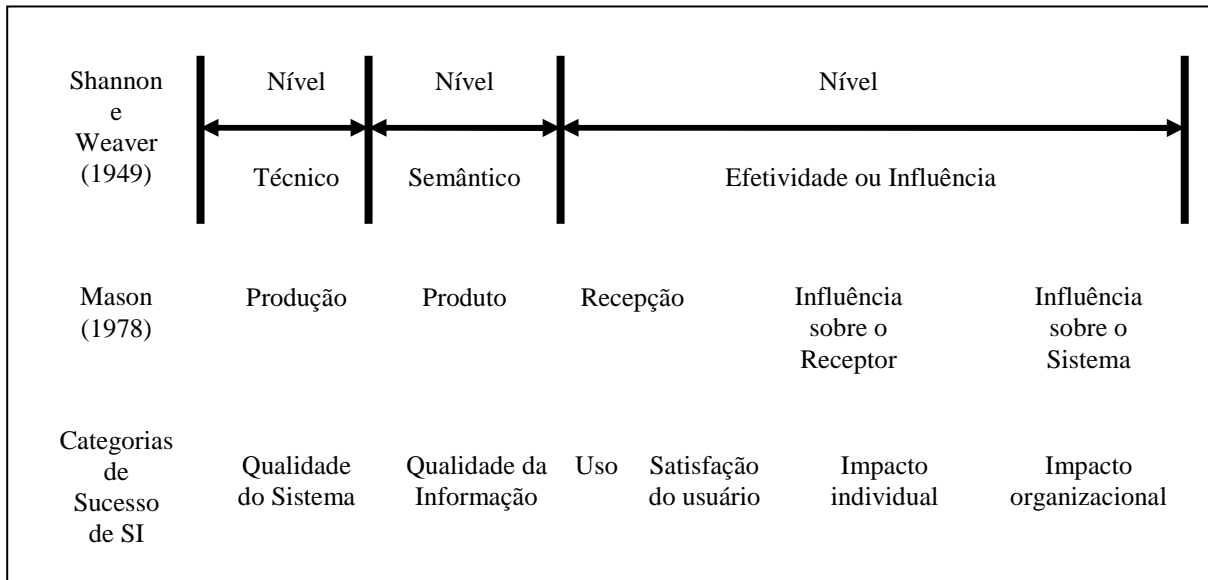 Shannon
e
Weaver
(1949)
Nível
Técnico
Nível
Semântico
Nível
Efetividade ou Influência
Mason
(1978)
Produção
Produto
Recepção
Influência
sobre o
Receptor
Influência
sobre o
Sistema
Categorias
de
Sucesso
de SI
Qualidade
do Sistema
Qualidade da
Informação
Uso
Satisfação
do usuário
Impacto
individual
Impacto
organizacional